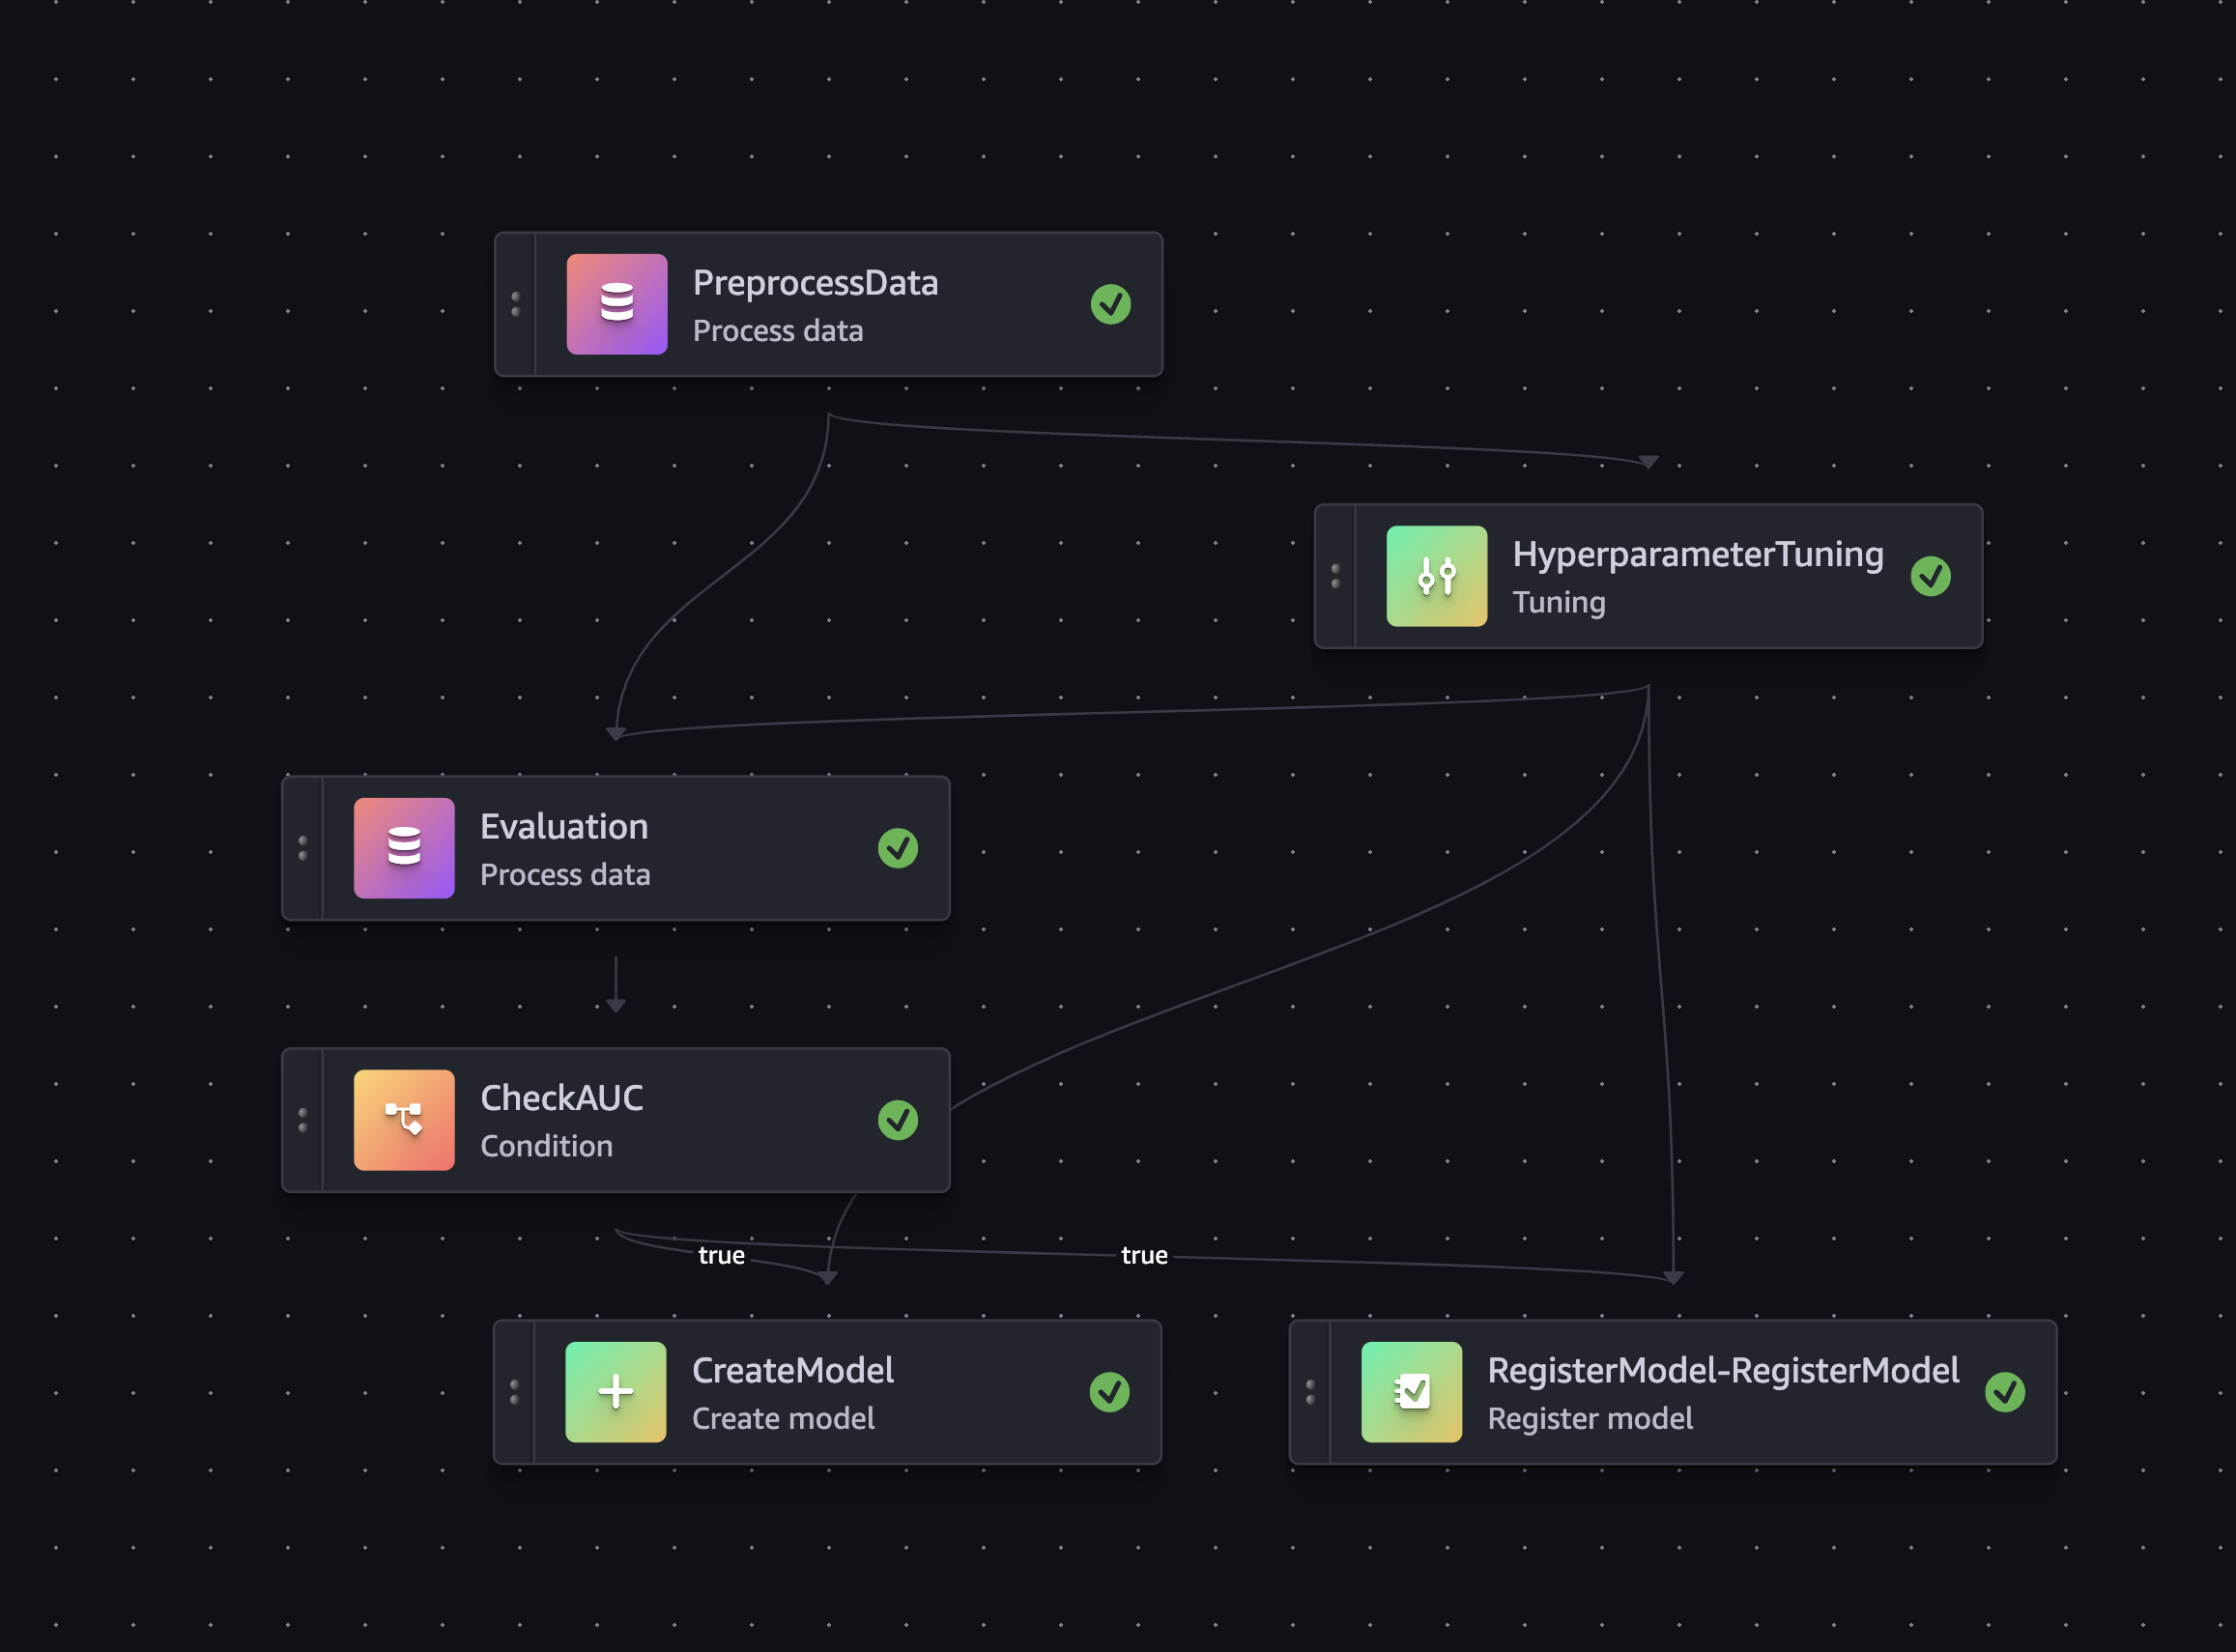 PreprocessData
Process data
HyperparameterTuning
Tuning
Evaluation
Process data
CheckAUC
Condition
true
true
CreateModel
Create model
RegisterModel-RegisterModel
Register model